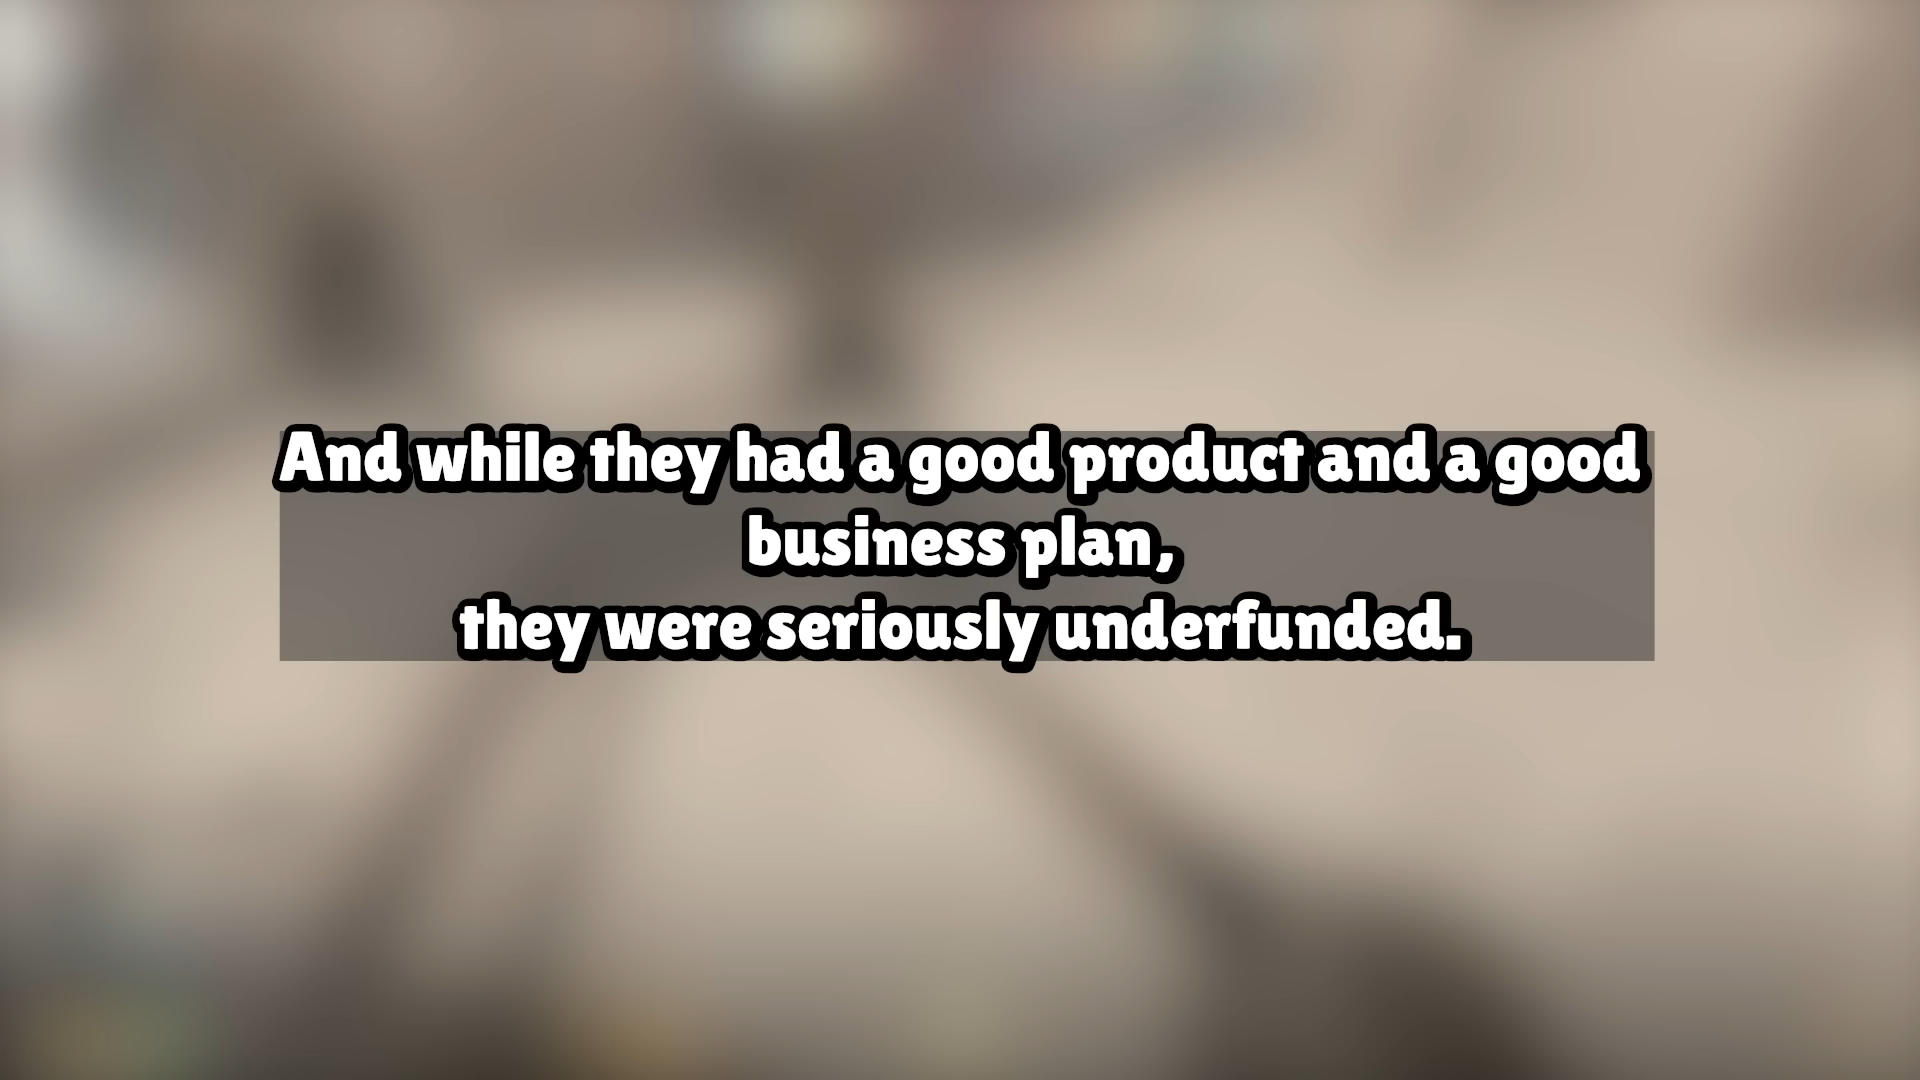 And while they had a good product and a good
business plan,
they were seriously underfunded.